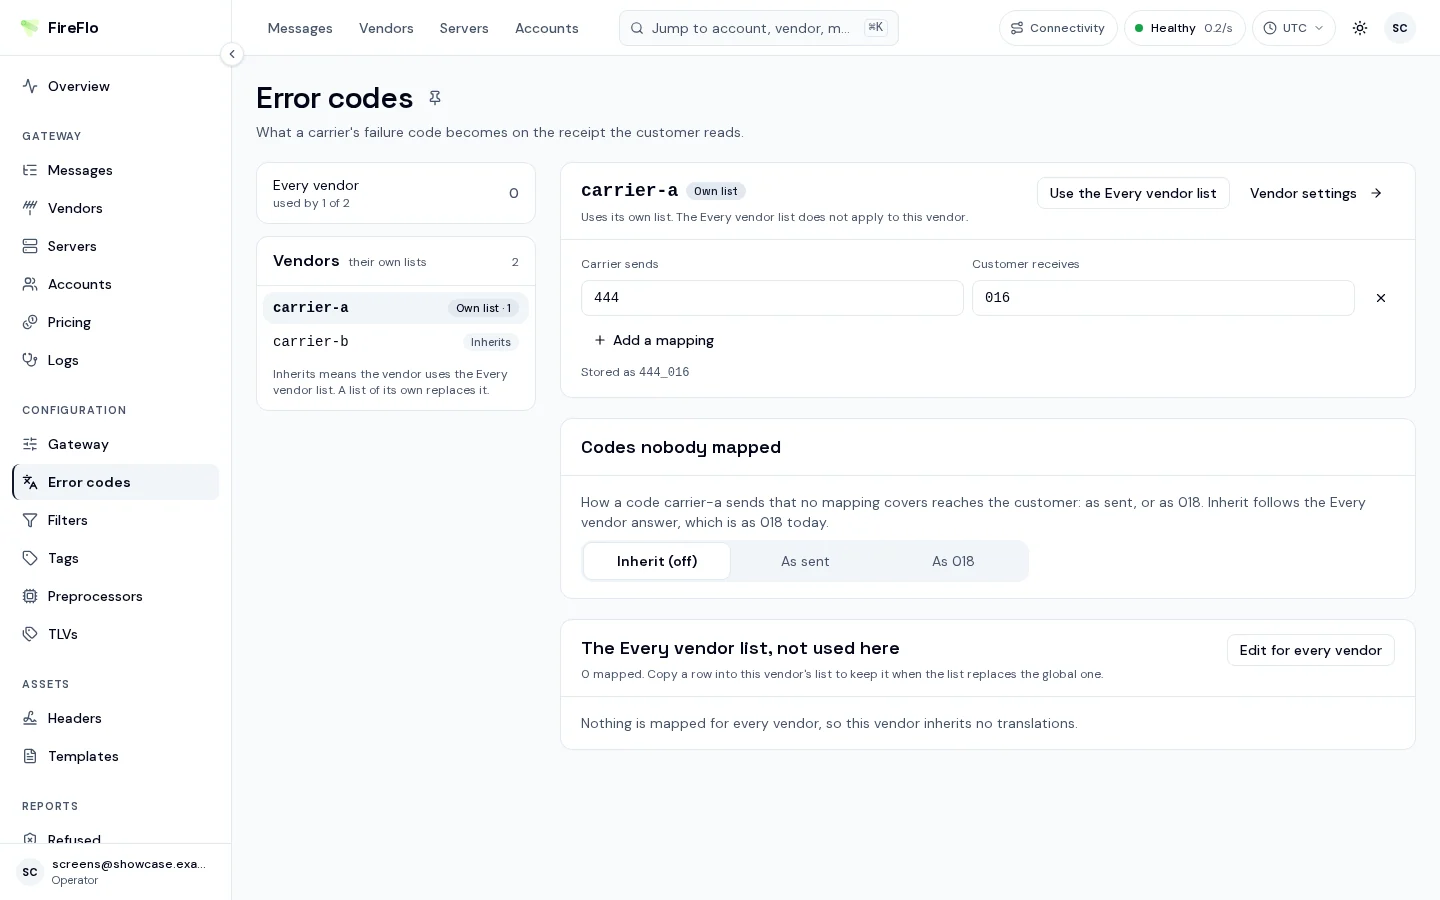 FireFlo
Messages
Vendors
Servers
Accounts
Jump to account, vendor, m...
⌘K
Connectivity
Healthy 0.2/s
UTC
SC
Overview
GATEWAY
Messages
Vendors
Servers
Accounts
Pricing
Logs
CONFIGURATION
Gateway
Error codes
Filters
Tags
Preprocessors
TLVs
ASSETS
Headers
Templates
REPORTS
Refused
SC
screens@showcase.exa...
Operator
Error codes
What a carrier's failure code becomes on the receipt the customer reads.
Every vendor
used by 1 of 2
0
Vendors their own lists 2
carrier-a Own list · 1
carrier-b Inherits
Inherits means the vendor uses the Every
vendor list. A list of its own replaces it.
carrier-a Own list
Uses its own list. The Every vendor list does not apply to this vendor.
Use the Every vendor list
Vendor settings
Carrier sends
Customer receives
444
016
Add a mapping
Stored as 444_016
Codes nobody mapped
How a code carrier-a sends that no mapping covers reaches the customer: as sent, or as 018. Inherit follows the Every
vendor answer, which is as 018 today.
Inherit (off)
As sent
As 018
The Every vendor list, not used here
0 mapped. Copy a row into this vendor's list to keep it when the list replaces the global one.
Edit for every vendor
Nothing is mapped for every vendor, so this vendor inherits no translations.